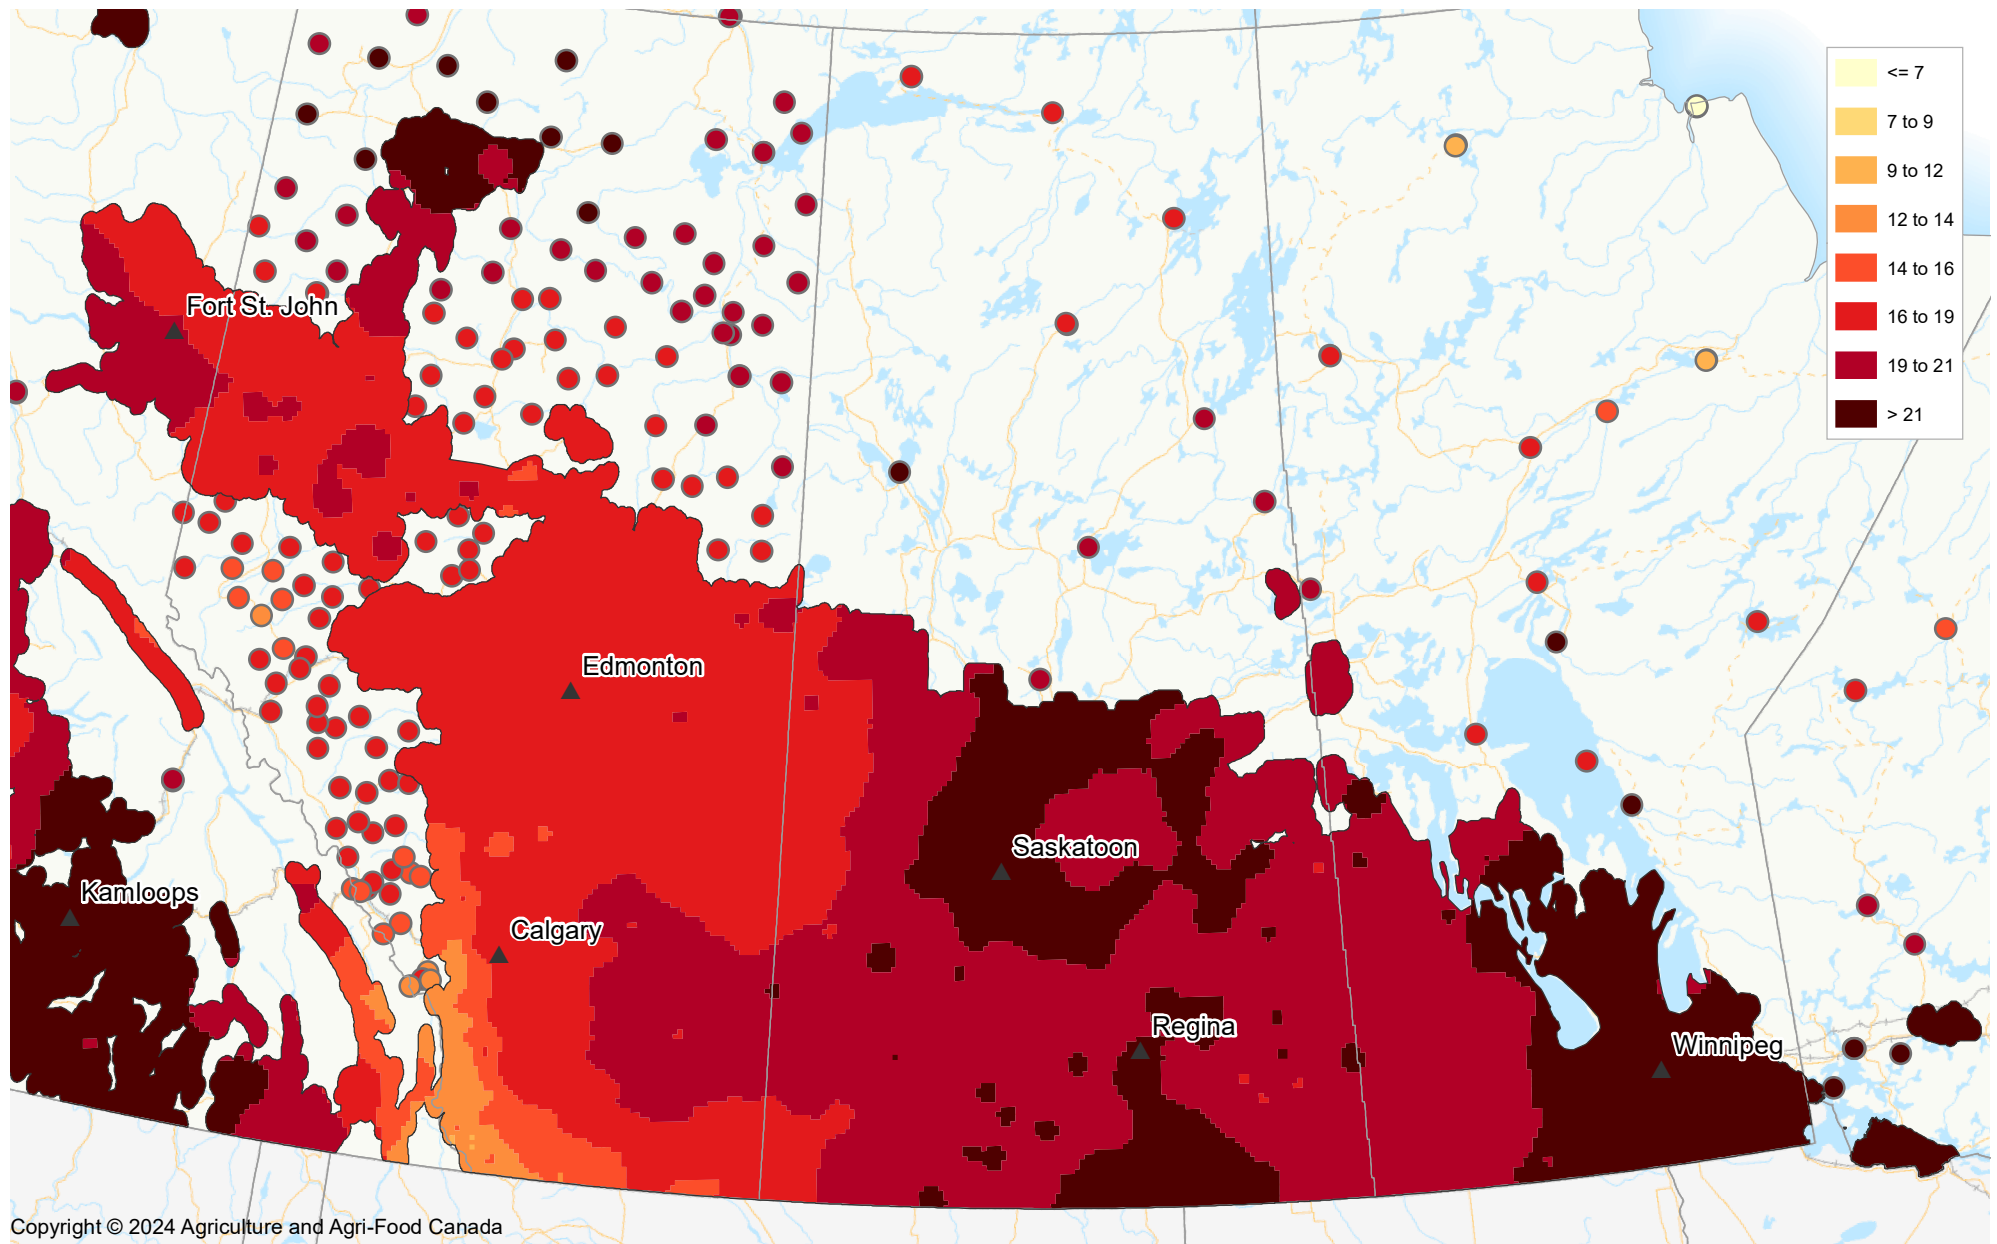 <= 7
7 to 9
9 to 12
12 to 14
14 to 16
16 to 19
19 to 21
> 21
Fort St. John
Edmonton
Saskatoon
Kamloops
Calgary
Regina
Winnipeg
Copyright © 2024 Agriculture and Agri-Food Canada